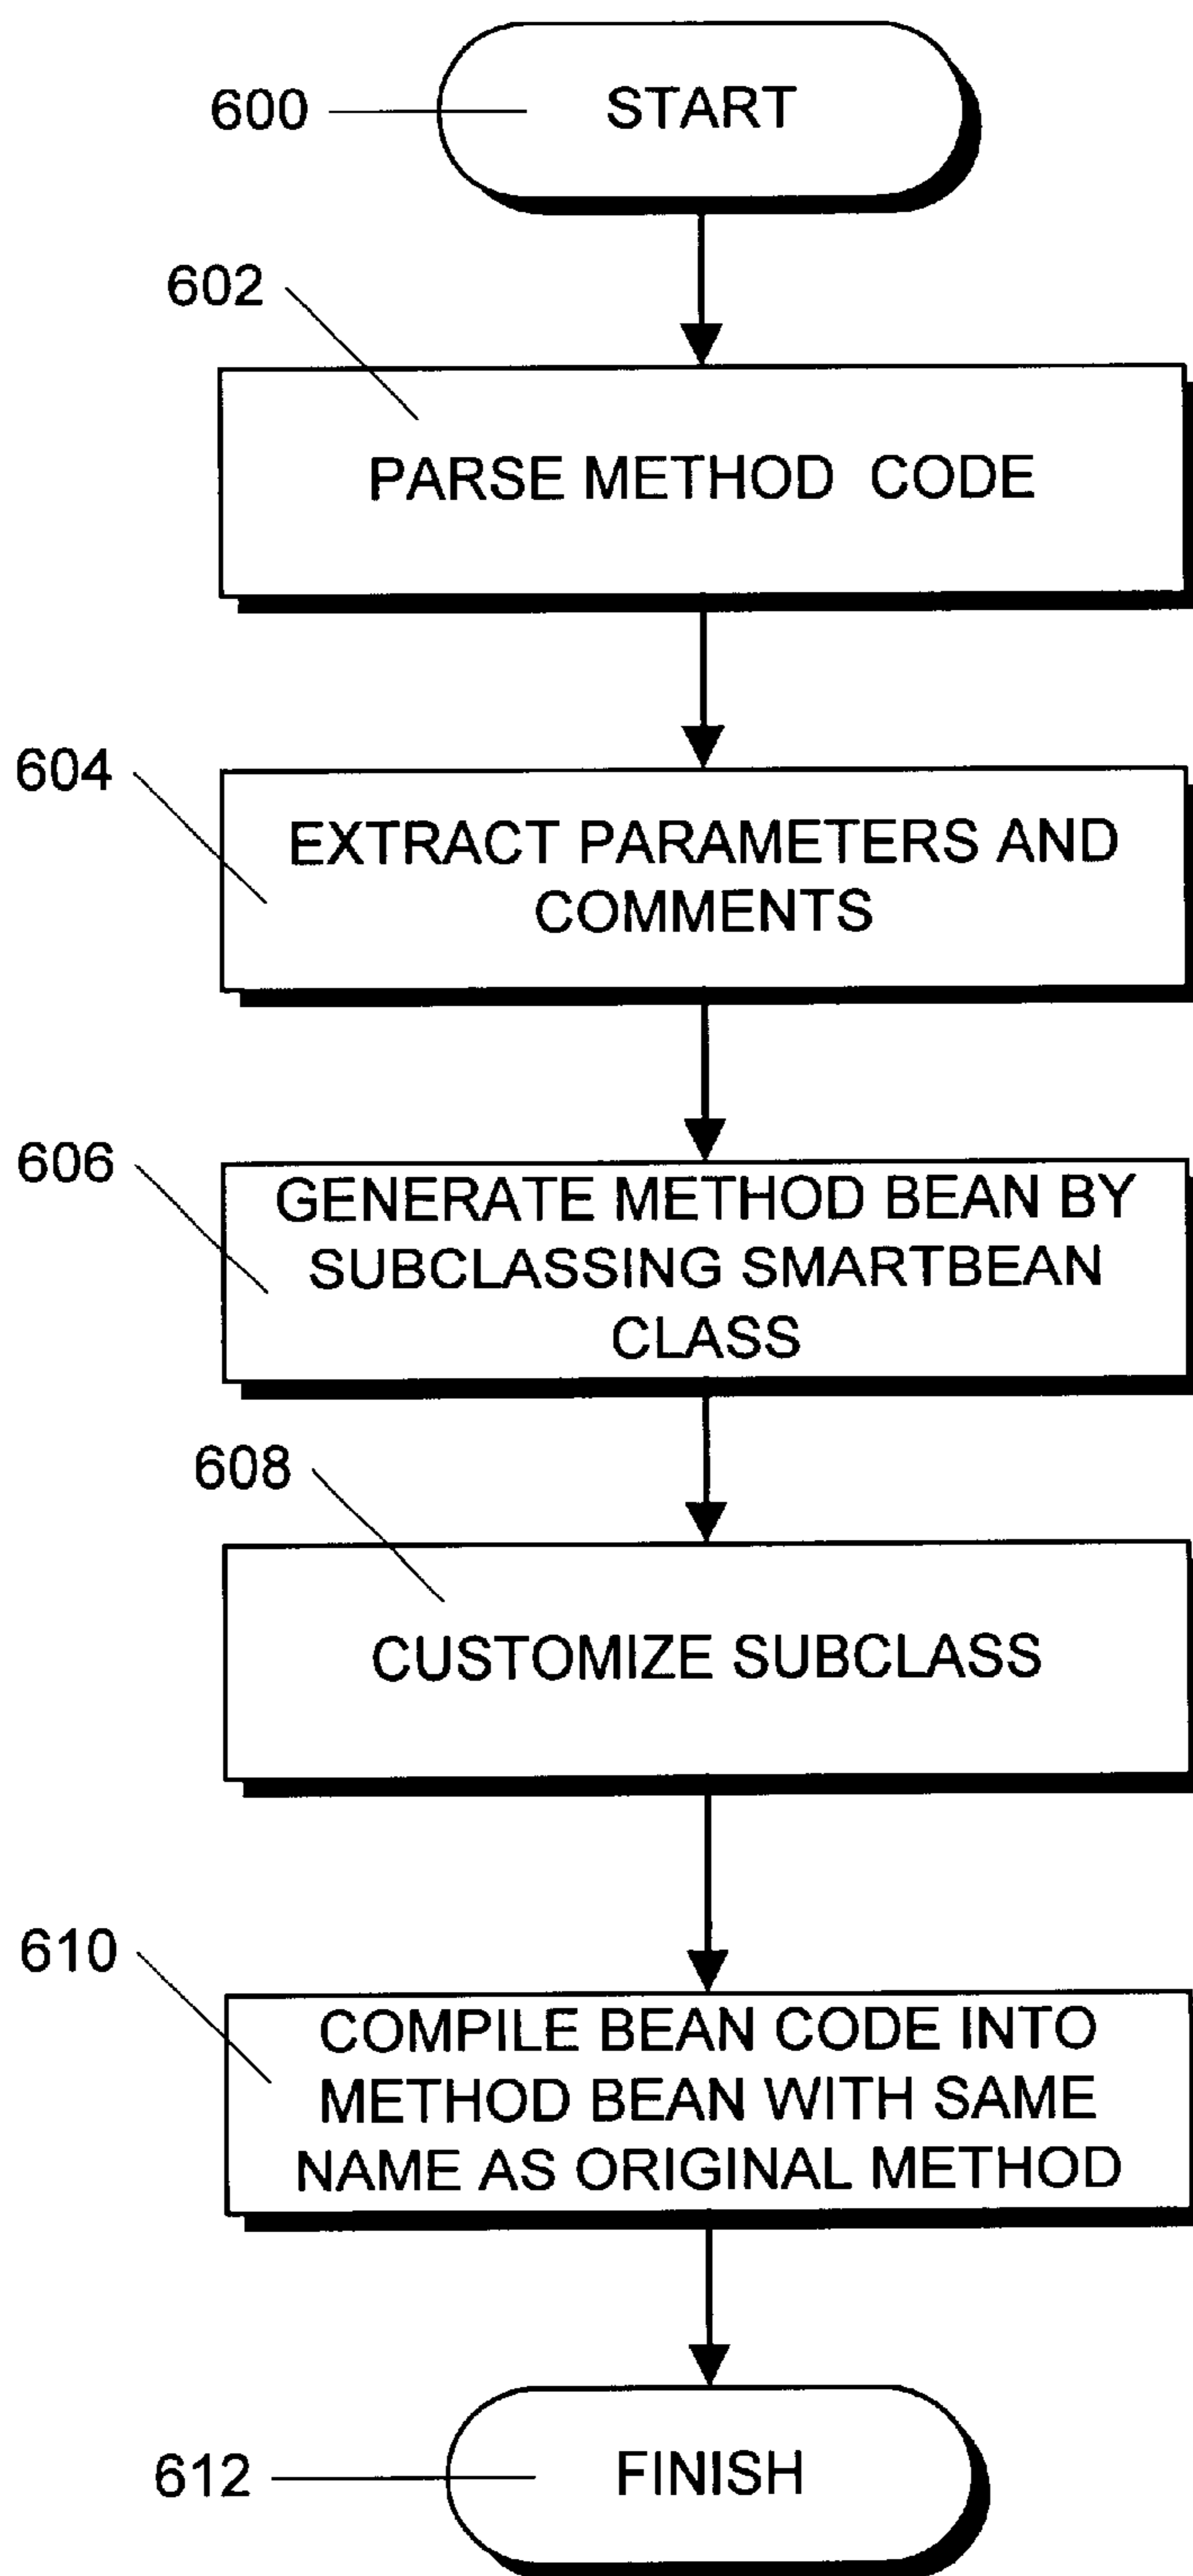 600
START
602
PARSE METHOD CODE
604
EXTRACT PARAMETERS AND
COMMENTS
606
GENERATE METHOD BEAN BY
SUBCLASSING SMARTBEAN
CLASS
608
CUSTOMIZE SUBCLASS
610
COMPILE BEAN CODE INTO
METHOD BEAN WITH SAME
NAME AS ORIGINAL METHOD
612
FINISH